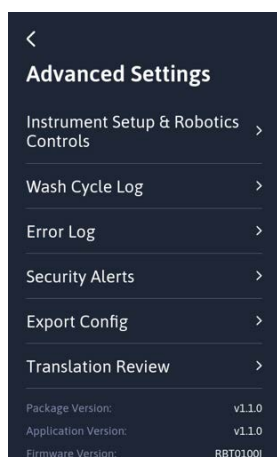 Advanced Settings
Instrument Setup & Robotics
Controls
Wash Cycle Log
Error Log
Security Alerts
Export Config
Translation Review
Package Version: v1.1.0
Application Version: v1.1.0
Firmware Version: